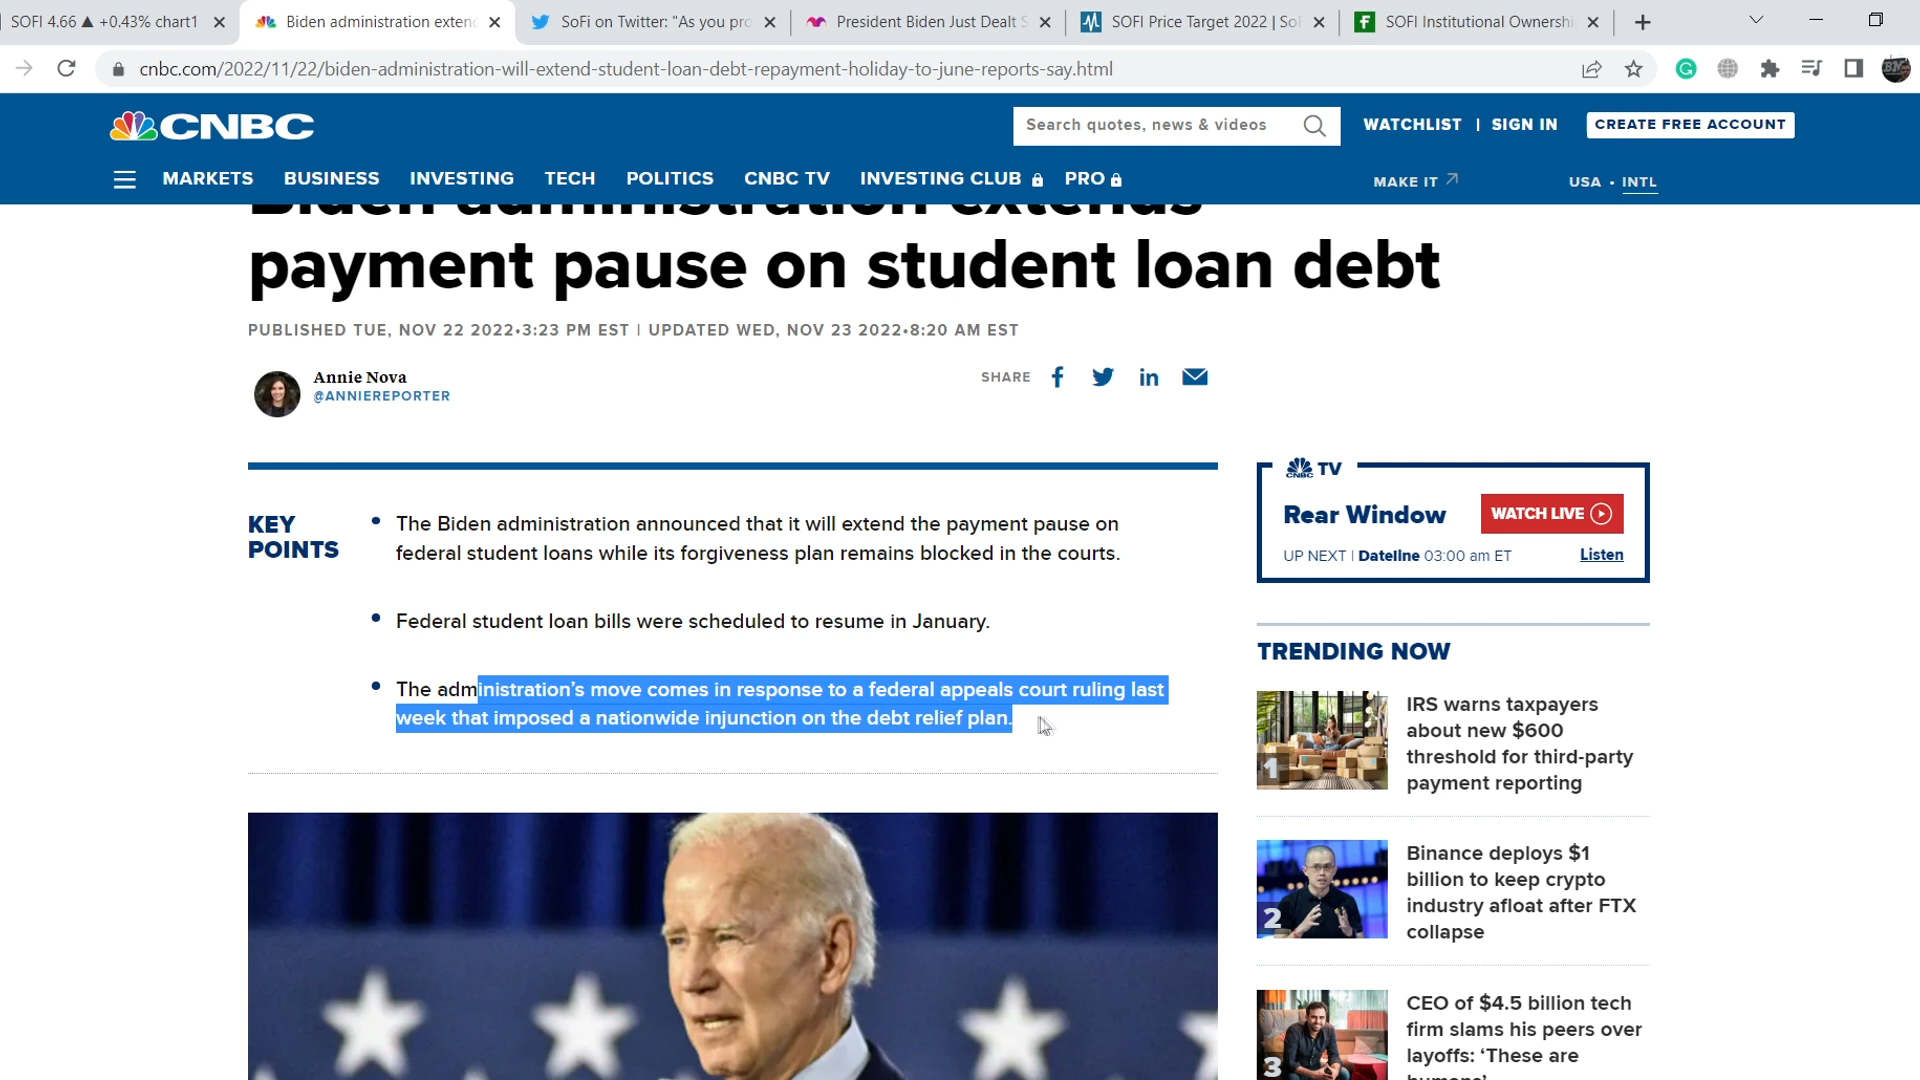 SOFI 4.66 ▲ +0.43% chart1
Biden administration exten
SoFi on Twitter: "As you pro
President Biden Just Dealt S
SOFI Price Target 2022 | SoF
SOFI Institutional Ownershi
cnbc.com/2022/11/22/biden-administration-will-extend-student-loan-debt-repayment-holiday-to-june-reports-say.html
CNBC
Search quotes, news & videos
WATCHLIST | SIGN IN
CREATE FREE ACCOUNT
MARKETS BUSINESS INVESTING TECH POLITICS CNBC TV INVESTING CLUB PRO
MAKE IT
USA • INTL
Biden administration extends
payment pause on student loan debt
PUBLISHED TUE, NOV 22 2022•3:23 PM EST | UPDATED WED, NOV 23 2022•8:20 AM EST
Annie Nova
@ANNIEREPORTER
SHARE
KEY
POINTS
• The Biden administration announced that it will extend the payment pause on
federal student loans while its forgiveness plan remains blocked in the courts.
• Federal student loan bills were scheduled to resume in January.
• The administration’s move comes in response to a federal appeals court ruling last
week that imposed a nationwide injunction on the debt relief plan.
CNBC TV
Rear Window
WATCH LIVE
UP NEXT | Dateline 03:00 am ET
Listen
TRENDING NOW
1
IRS warns taxpayers
about new $600
threshold for third-party
payment reporting
2
Binance deploys $1
billion to keep crypto
industry afloat after FTX
collapse
3
CEO of $4.5 billion tech
firm slams his peers over
layoffs: ‘These are
humans’